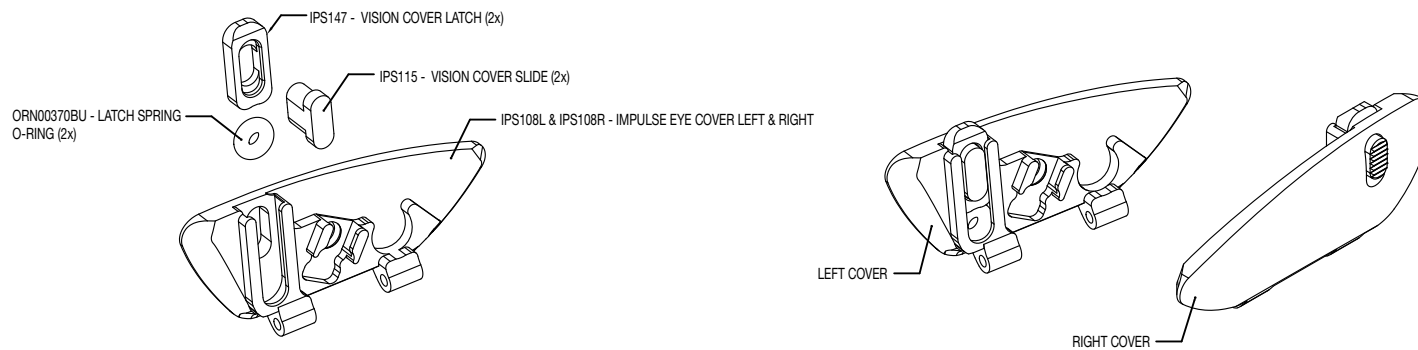 IPS147 - VISION COVER LATCH (2x)
IPS115 - VISION COVER SLIDE (2x)
ORN00370BU - LATCH SPRING
O-RING (2x)
IPS108L & IPS108R - IMPULSE EYE COVER LEFT & RIGHT
LEFT COVER
RIGHT COVER